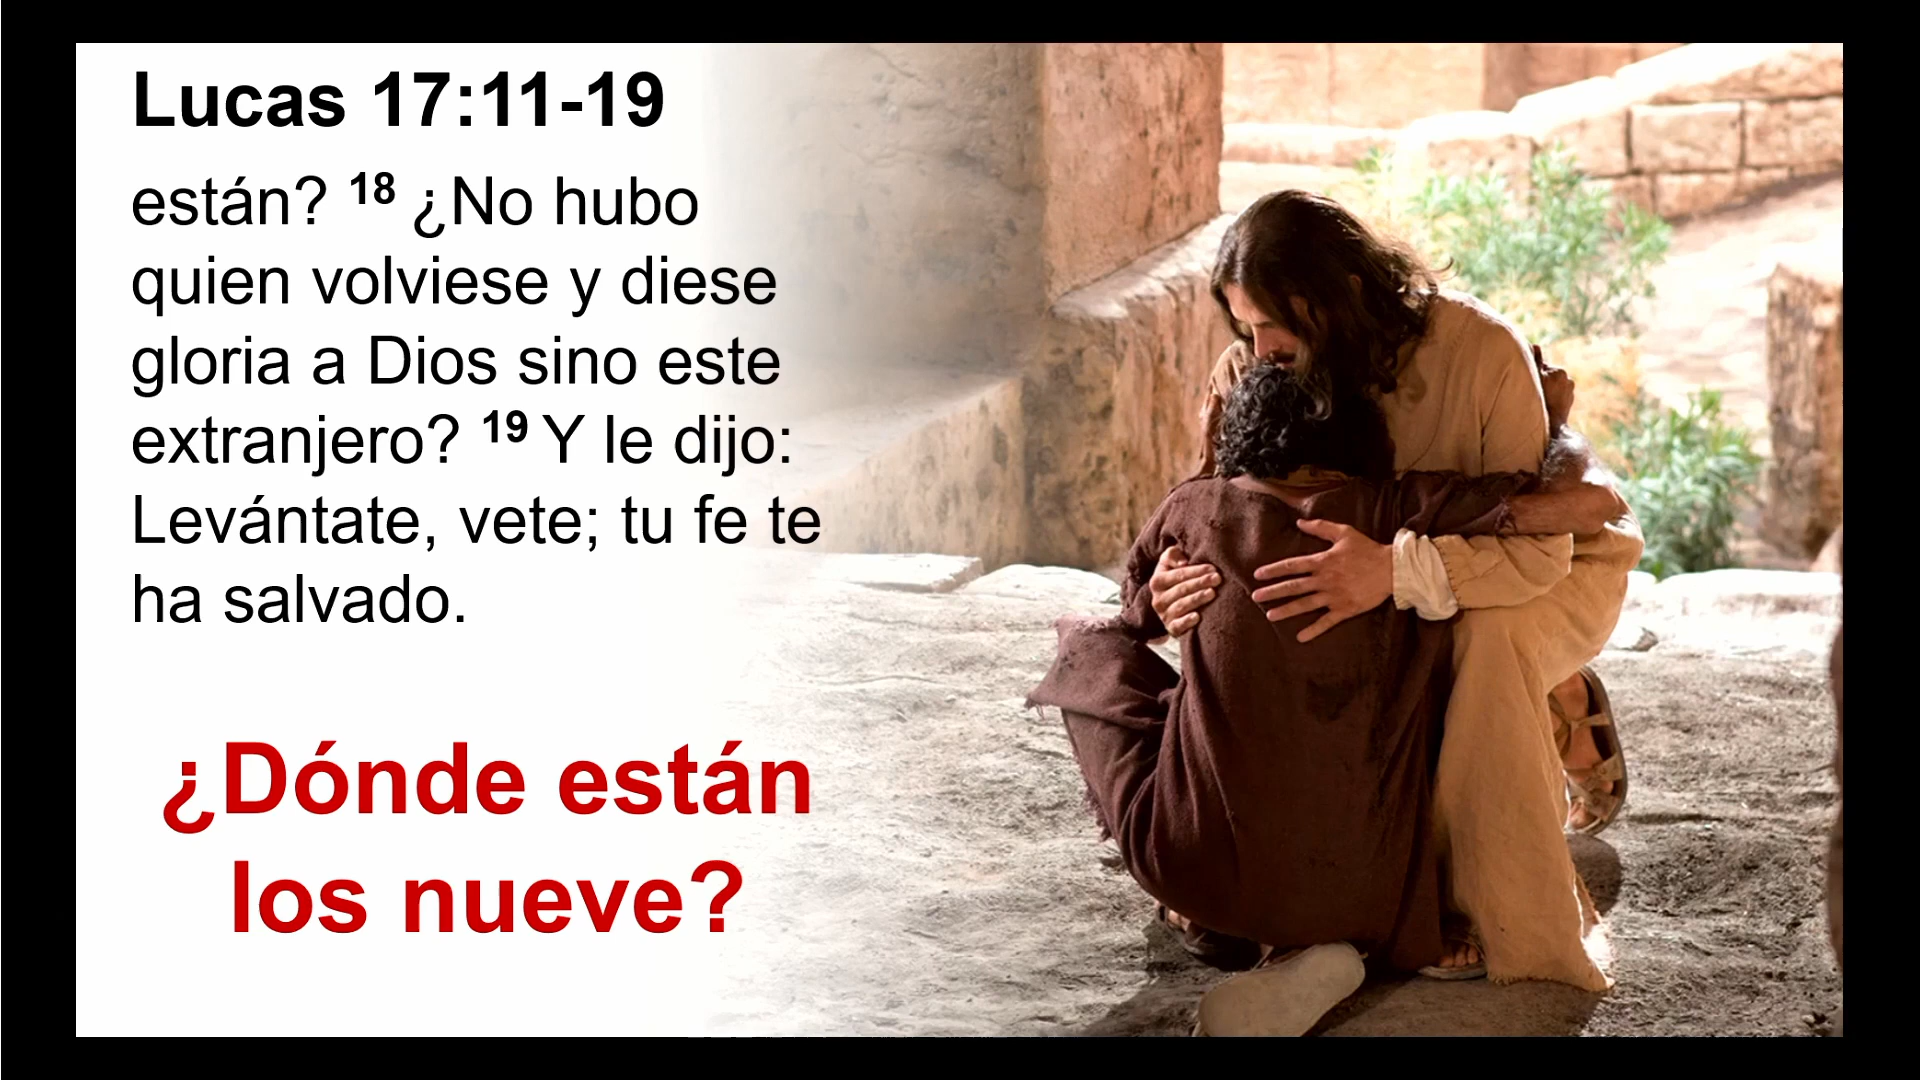 Lucas 17:11-19
están? 18 ¿No hubo
quien volviese y diese
gloria a Dios sino este
extranjero? 19 Y le dijo:
Levántate, vete; tu fe te
ha salvado.
¿Dónde están
los nueve?